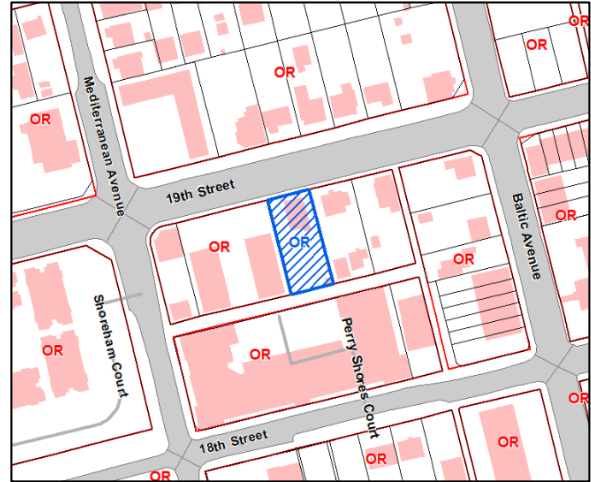 OR
OR
OR
OR
Mediterranean Avenue
19th Street
Baltic Avenue
OR
OR
OR
OR
Shoreham Court
OR
OR
Perry Shores Court
18th Street
OR
OR
OR
OR